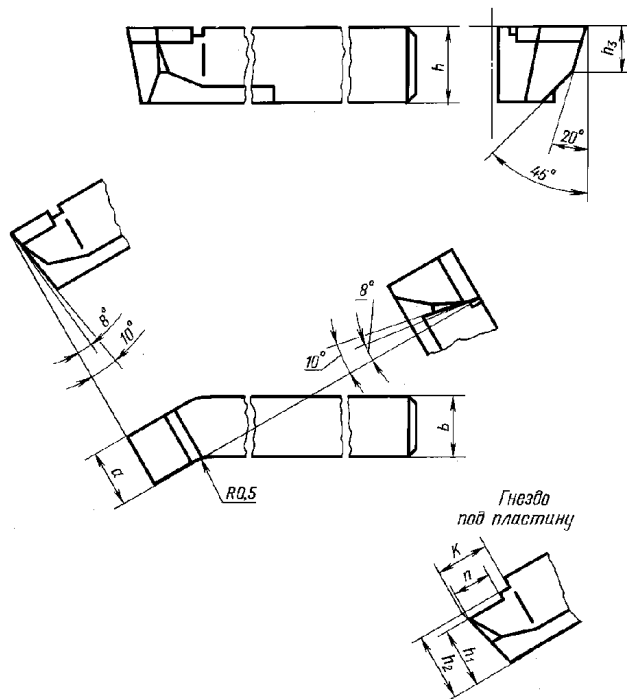 h
h₃
20°
45°
8°
10°
8°
10°
a
b
R0,5
Гнездо
под пластину
K
n
h₂
h₁